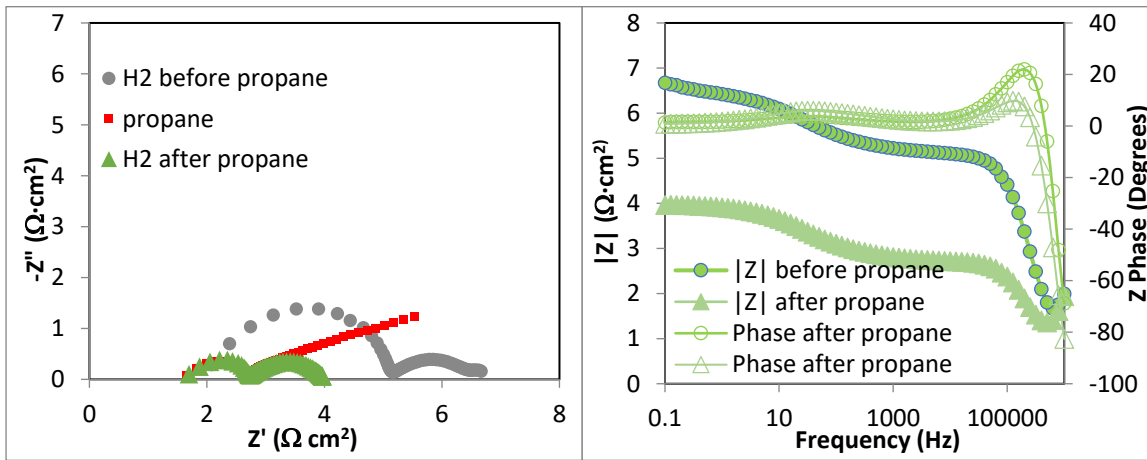 7
6
5
4
3
2
1
0
-Z" (Ω·cm²)
H2 before propane
propane
H2 after propane
0
2
4
6
8
Z' (Ω cm²)
8
7
6
5
4
3
2
1
0
|Z| (Ω·cm²)
|Z| before propane
|Z| after propane
Phase after propane
Phase after propane
40
20
0
-20
-40
-60
-80
-100
Z Phase (Degrees)
0.1
10
1000
100000
Frequency (Hz)